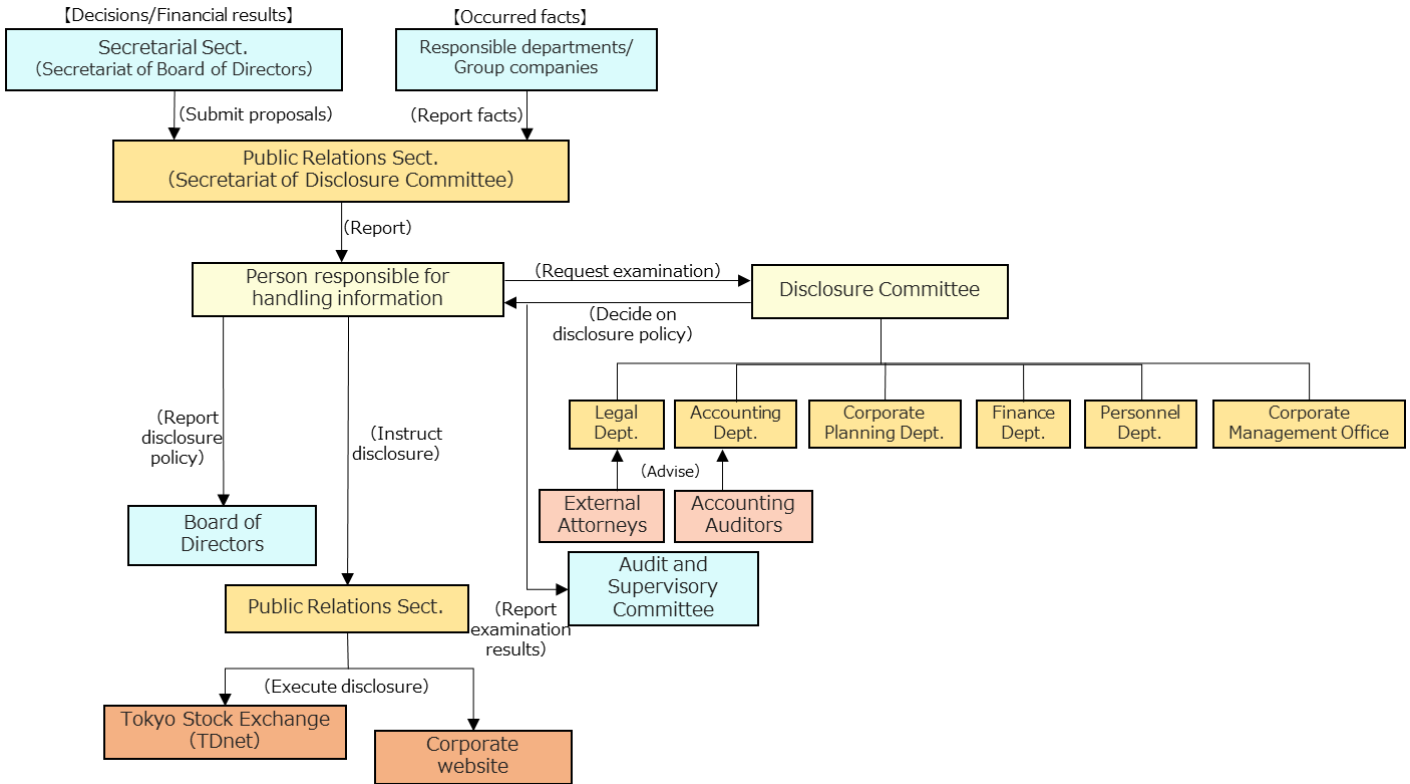 【Decisions/Financial results】
【Occurred facts】
Secretarial Sect.
(Secretariat of Board of Directors)
Responsible departments/
Group companies
(Submit proposals)
(Report facts)
Public Relations Sect.
(Secretariat of Disclosure Committee)
(Report)
Person responsible for
handling information
(Request examination)
Disclosure Committee
(Decide on
disclosure policy)
(Report
disclosure
policy)
(Instruct
disclosure)
Legal
Dept.
Accounting
Dept.
Corporate
Planning Dept.
Finance
Dept.
Personnel
Dept.
Corporate
Management Office
(Advise)
External
Attorneys
Accounting
Auditors
Board of
Directors
Audit and
Supervisory
Committee
Public Relations Sect.
(Report
examination
results)
(Execute disclosure)
Tokyo Stock Exchange
(TDnet)
Corporate
website